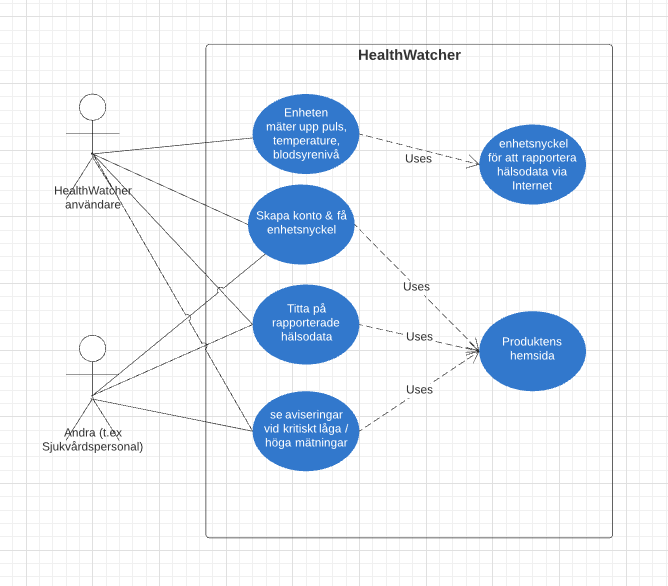 HealthWatcher
Enheten
mäter upp puls,
temperature,
blodsyrenivå
Uses
enhetsnyckel
för att rapportera
hälsodata via
Internet
HealthWatcher
användare
Skapa konto & få
enhetsnyckel
Uses
Titta på
rapporterade
hälsodata
Uses
Produktens
hemsida
Uses
se aviseringar
vid kritiskt låga /
höga mätningar
Andra (t.ex
Sjukvårdspersonal)